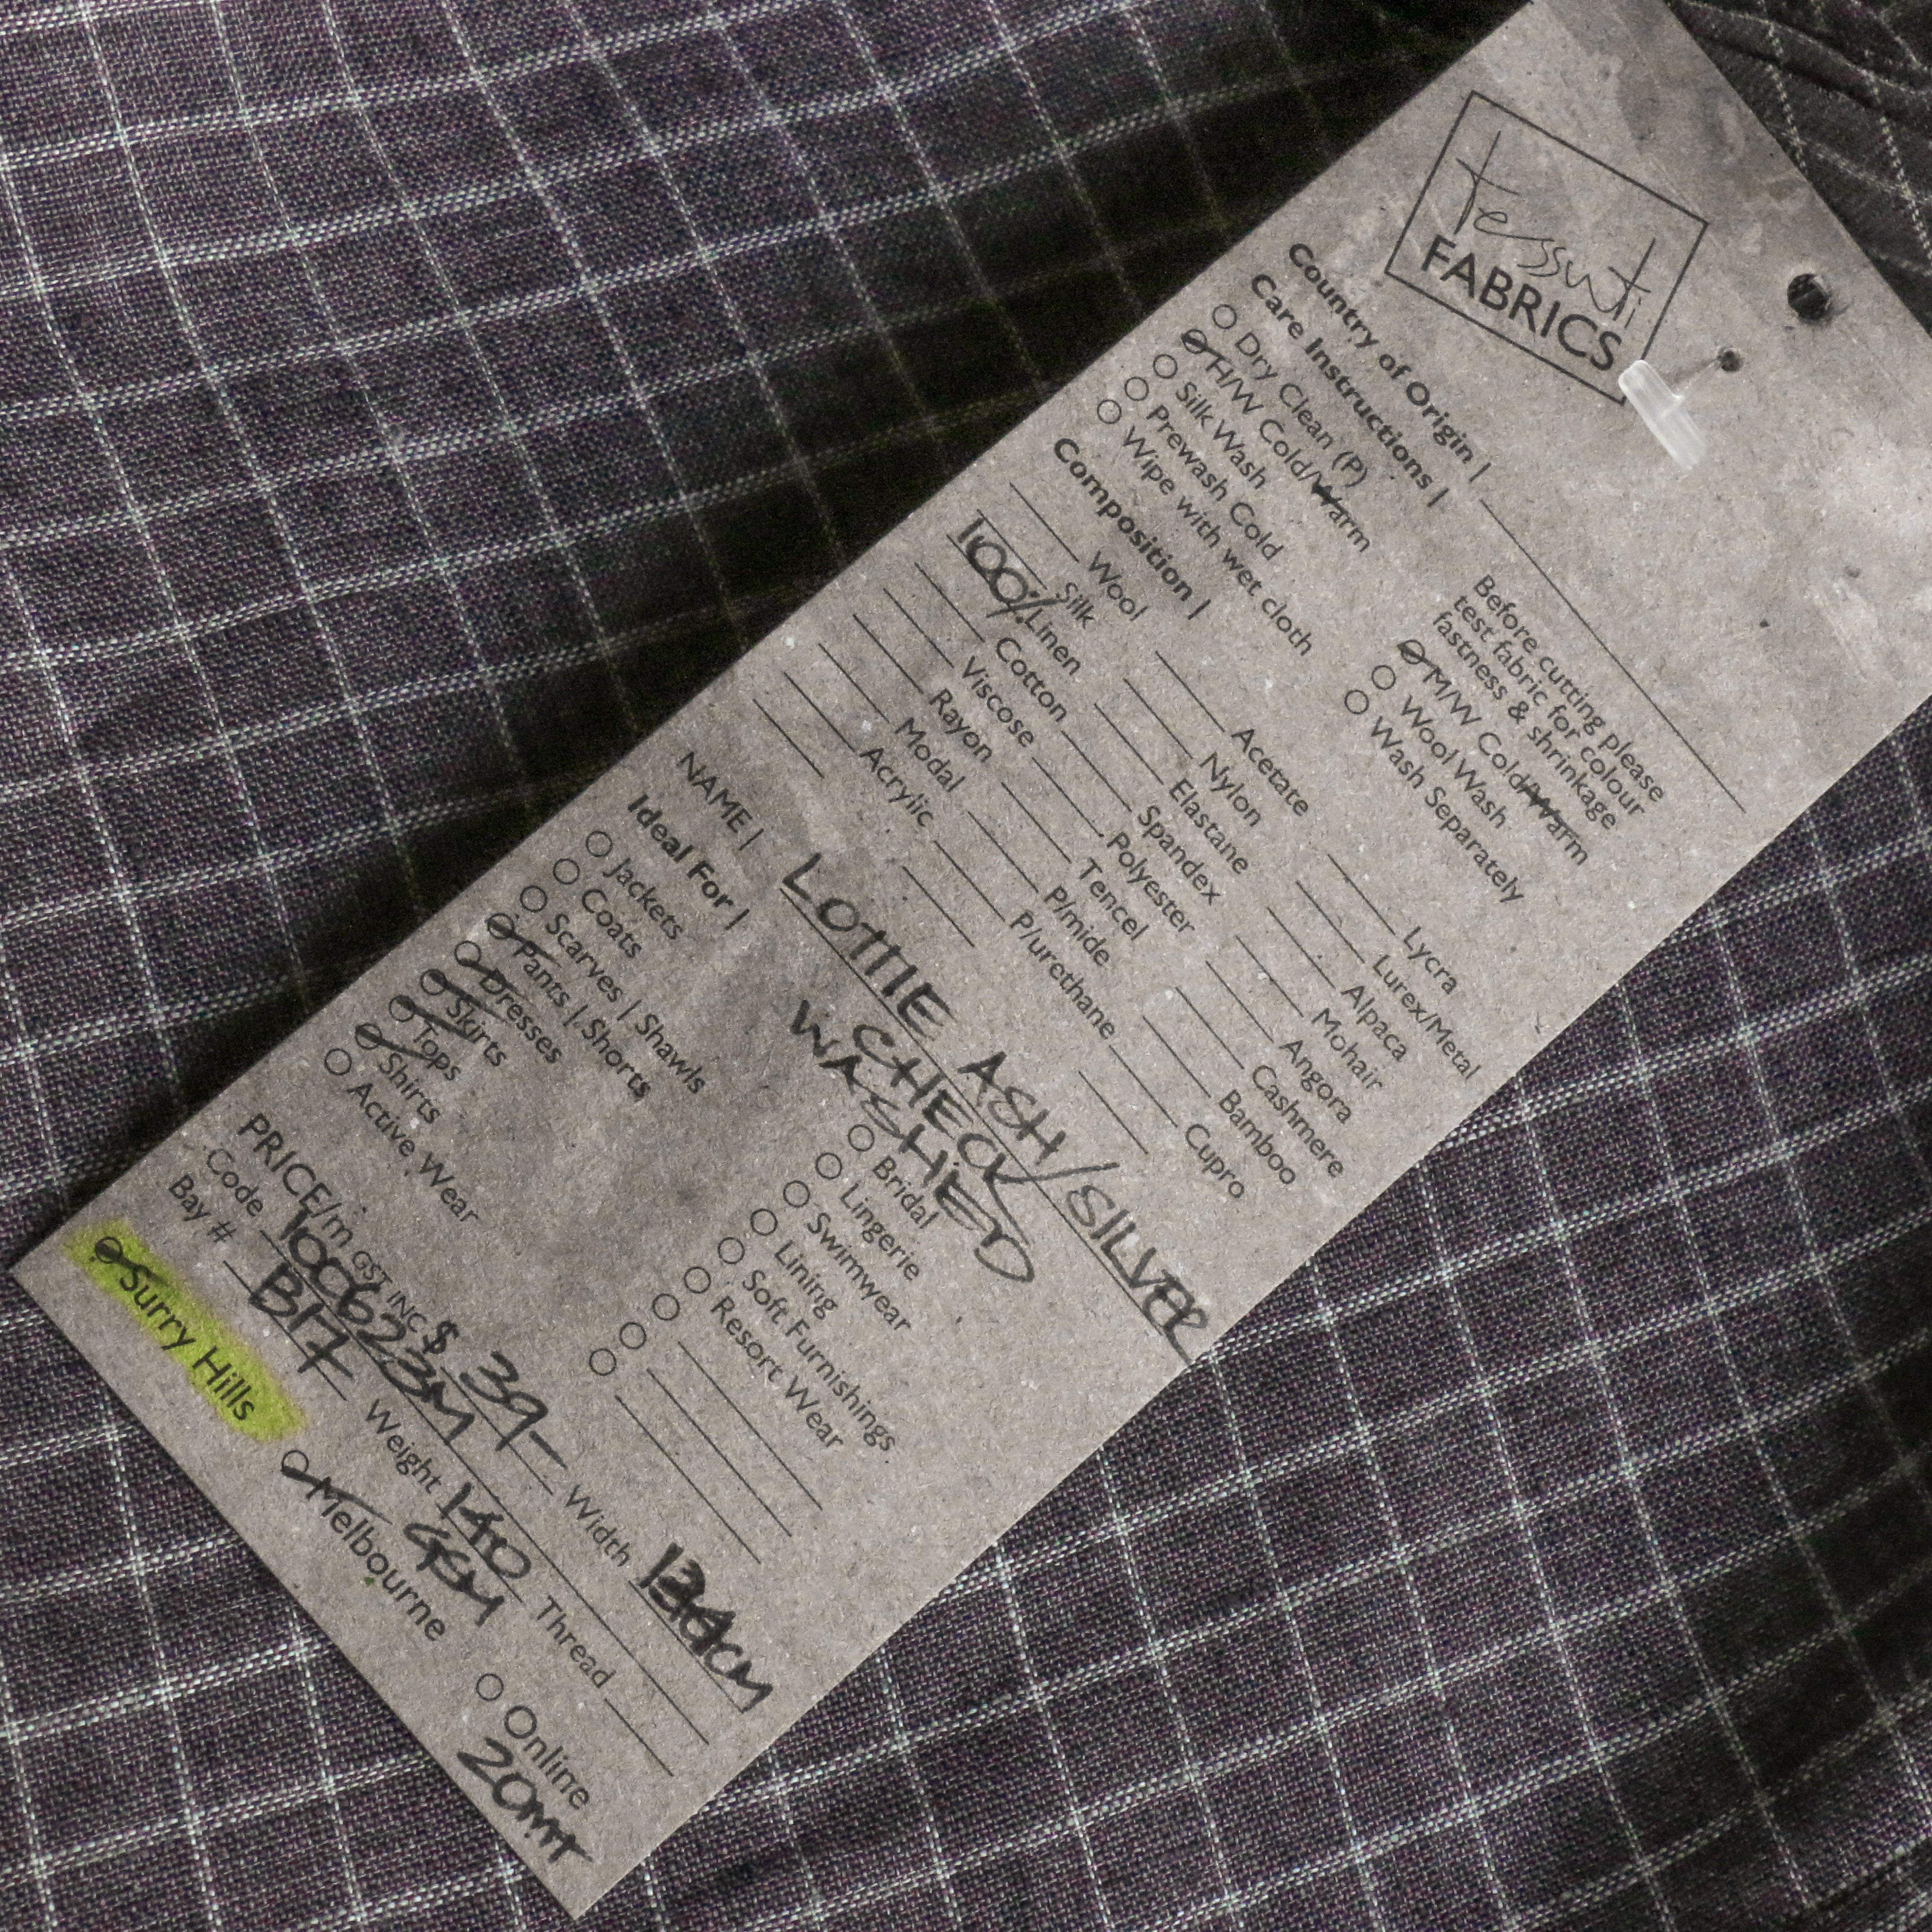 tessuti
FABRICS
Country of Origin |
Care Instructions |
Before cutting please
test fabric for colour
fastness & shrinkage
Dry Clean (P)
H/W Cold/Warm
Silk Wash
Prewash Cold
Wipe with wet cloth
M/W Cold/Warm
Wool Wash
Wash Separately
Composition |
Wool Acetate Lycra
Silk Nylon Lurex/Metal
100% Linen Elastane Alpaca
Cotton Spandex Mohair
Viscose Polyester Angora
Rayon Tencel Cashmere
Modal P/mide Bamboo
Acrylic P/urethane Cupro
NAME | LOTTIE ASH/SILVER
CHECK
WASHED
Ideal For |
Jackets Bridal
Coats Lingerie
Scarves | Shawls Swimwear
Pants | Shorts Lining
Dresses Soft Furnishings
Skirts Resort Wear
Tops
Shirts
Active Wear
PRICE/m GST INC $ 39- Width
Code 100623M
Bay # B17 Weight 140 Thread
GSM
Surry Hills Melbourne Online
20MT